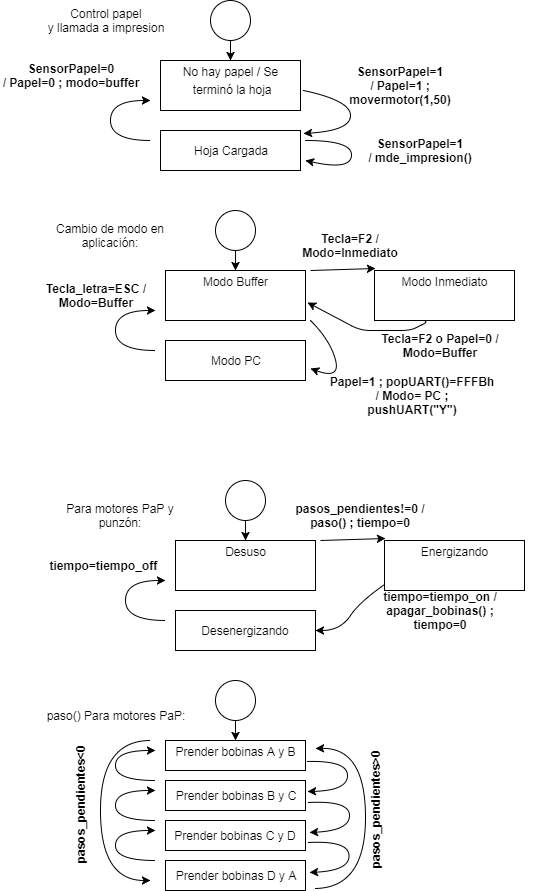 Control papel
y llamada a impresion
SensorPapel=0
/ Papel=0 ; modo=buffer
No hay papel / Se
terminó la hoja
SensorPapel=1
/ Papel=1 ;
movermotor(1,50)
Hoja Cargada
SensorPapel=1
/ mde_impresion()
Cambio de modo en
aplicación:
Tecla=F2 /
Modo=Inmediato
Tecla_letra=ESC /
Modo=Buffer
Modo Buffer
Modo Inmediato
Tecla=F2 o Papel=0 /
Modo=Buffer
Modo PC
Papel=1 ; popUART()=FFFBh
/ Modo= PC ;
pushUART("Y")
Para motores PaP y
punzón:
pasos_pendientes!=0 /
paso() ; tiempo=0
tiempo=tiempo_off
Desuso
Energizando
tiempo=tiempo_on /
apagar_bobinas() ;
tiempo=0
Desenergizando
paso() Para motores PaP:
pasos_pendientes<0
Prender bobinas A y B
Prender bobinas B y C
Prender bobinas C y D
Prender bobinas D y A
pasos_pendientes>0